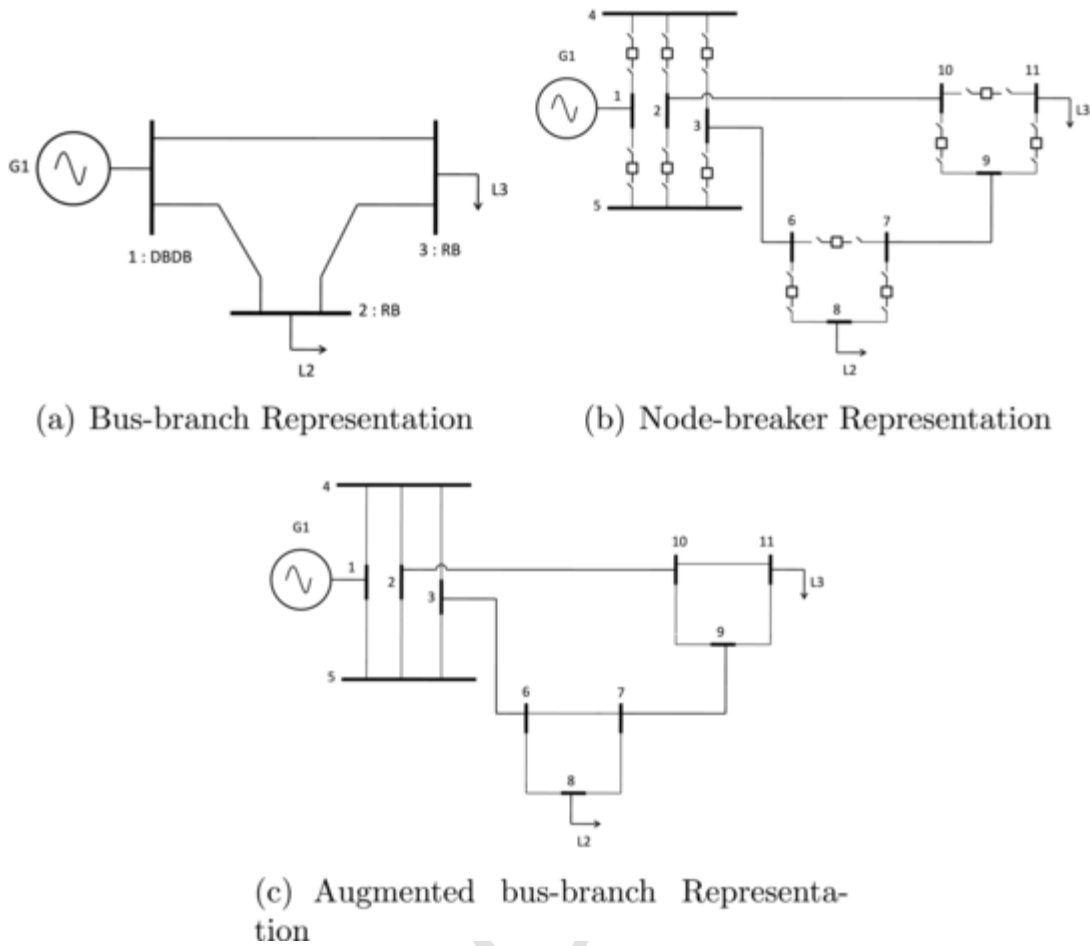 G1
1 : DBDB
L3
3 : RB
2 : RB
L2
(a) Bus-branch Representation
4
G1
1
2
3
5
10
11
L3
9
6
7
8
L2
(b) Node-breaker Representation
4
G1
1
2
3
5
10
11
L3
9
6
7
8
L2
(c) Augmented bus-branch Representa-
tion